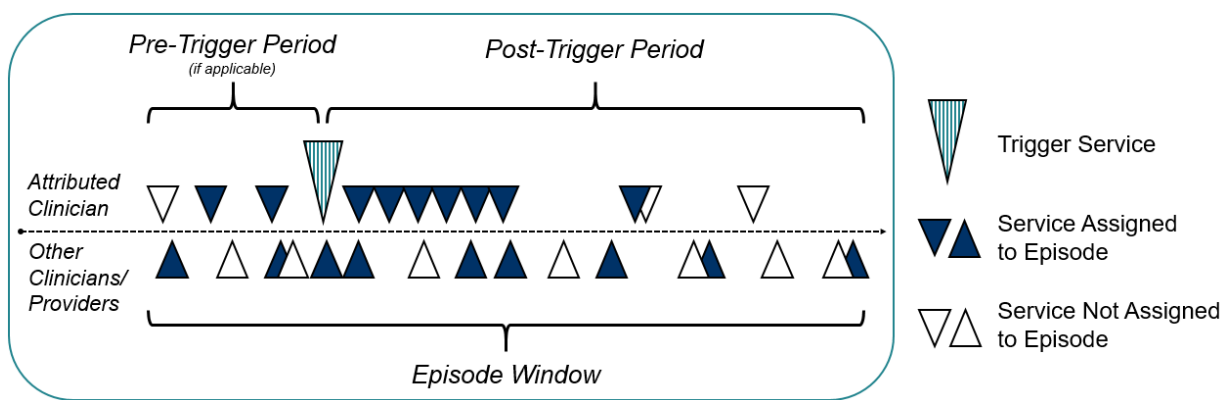 Pre-Trigger Period
(if applicable)
Post-Trigger Period
Attributed
Clinician
Other
Clinicians/
Providers
Episode Window
Trigger Service
Service Assigned
to Episode
Service Not Assigned
to Episode